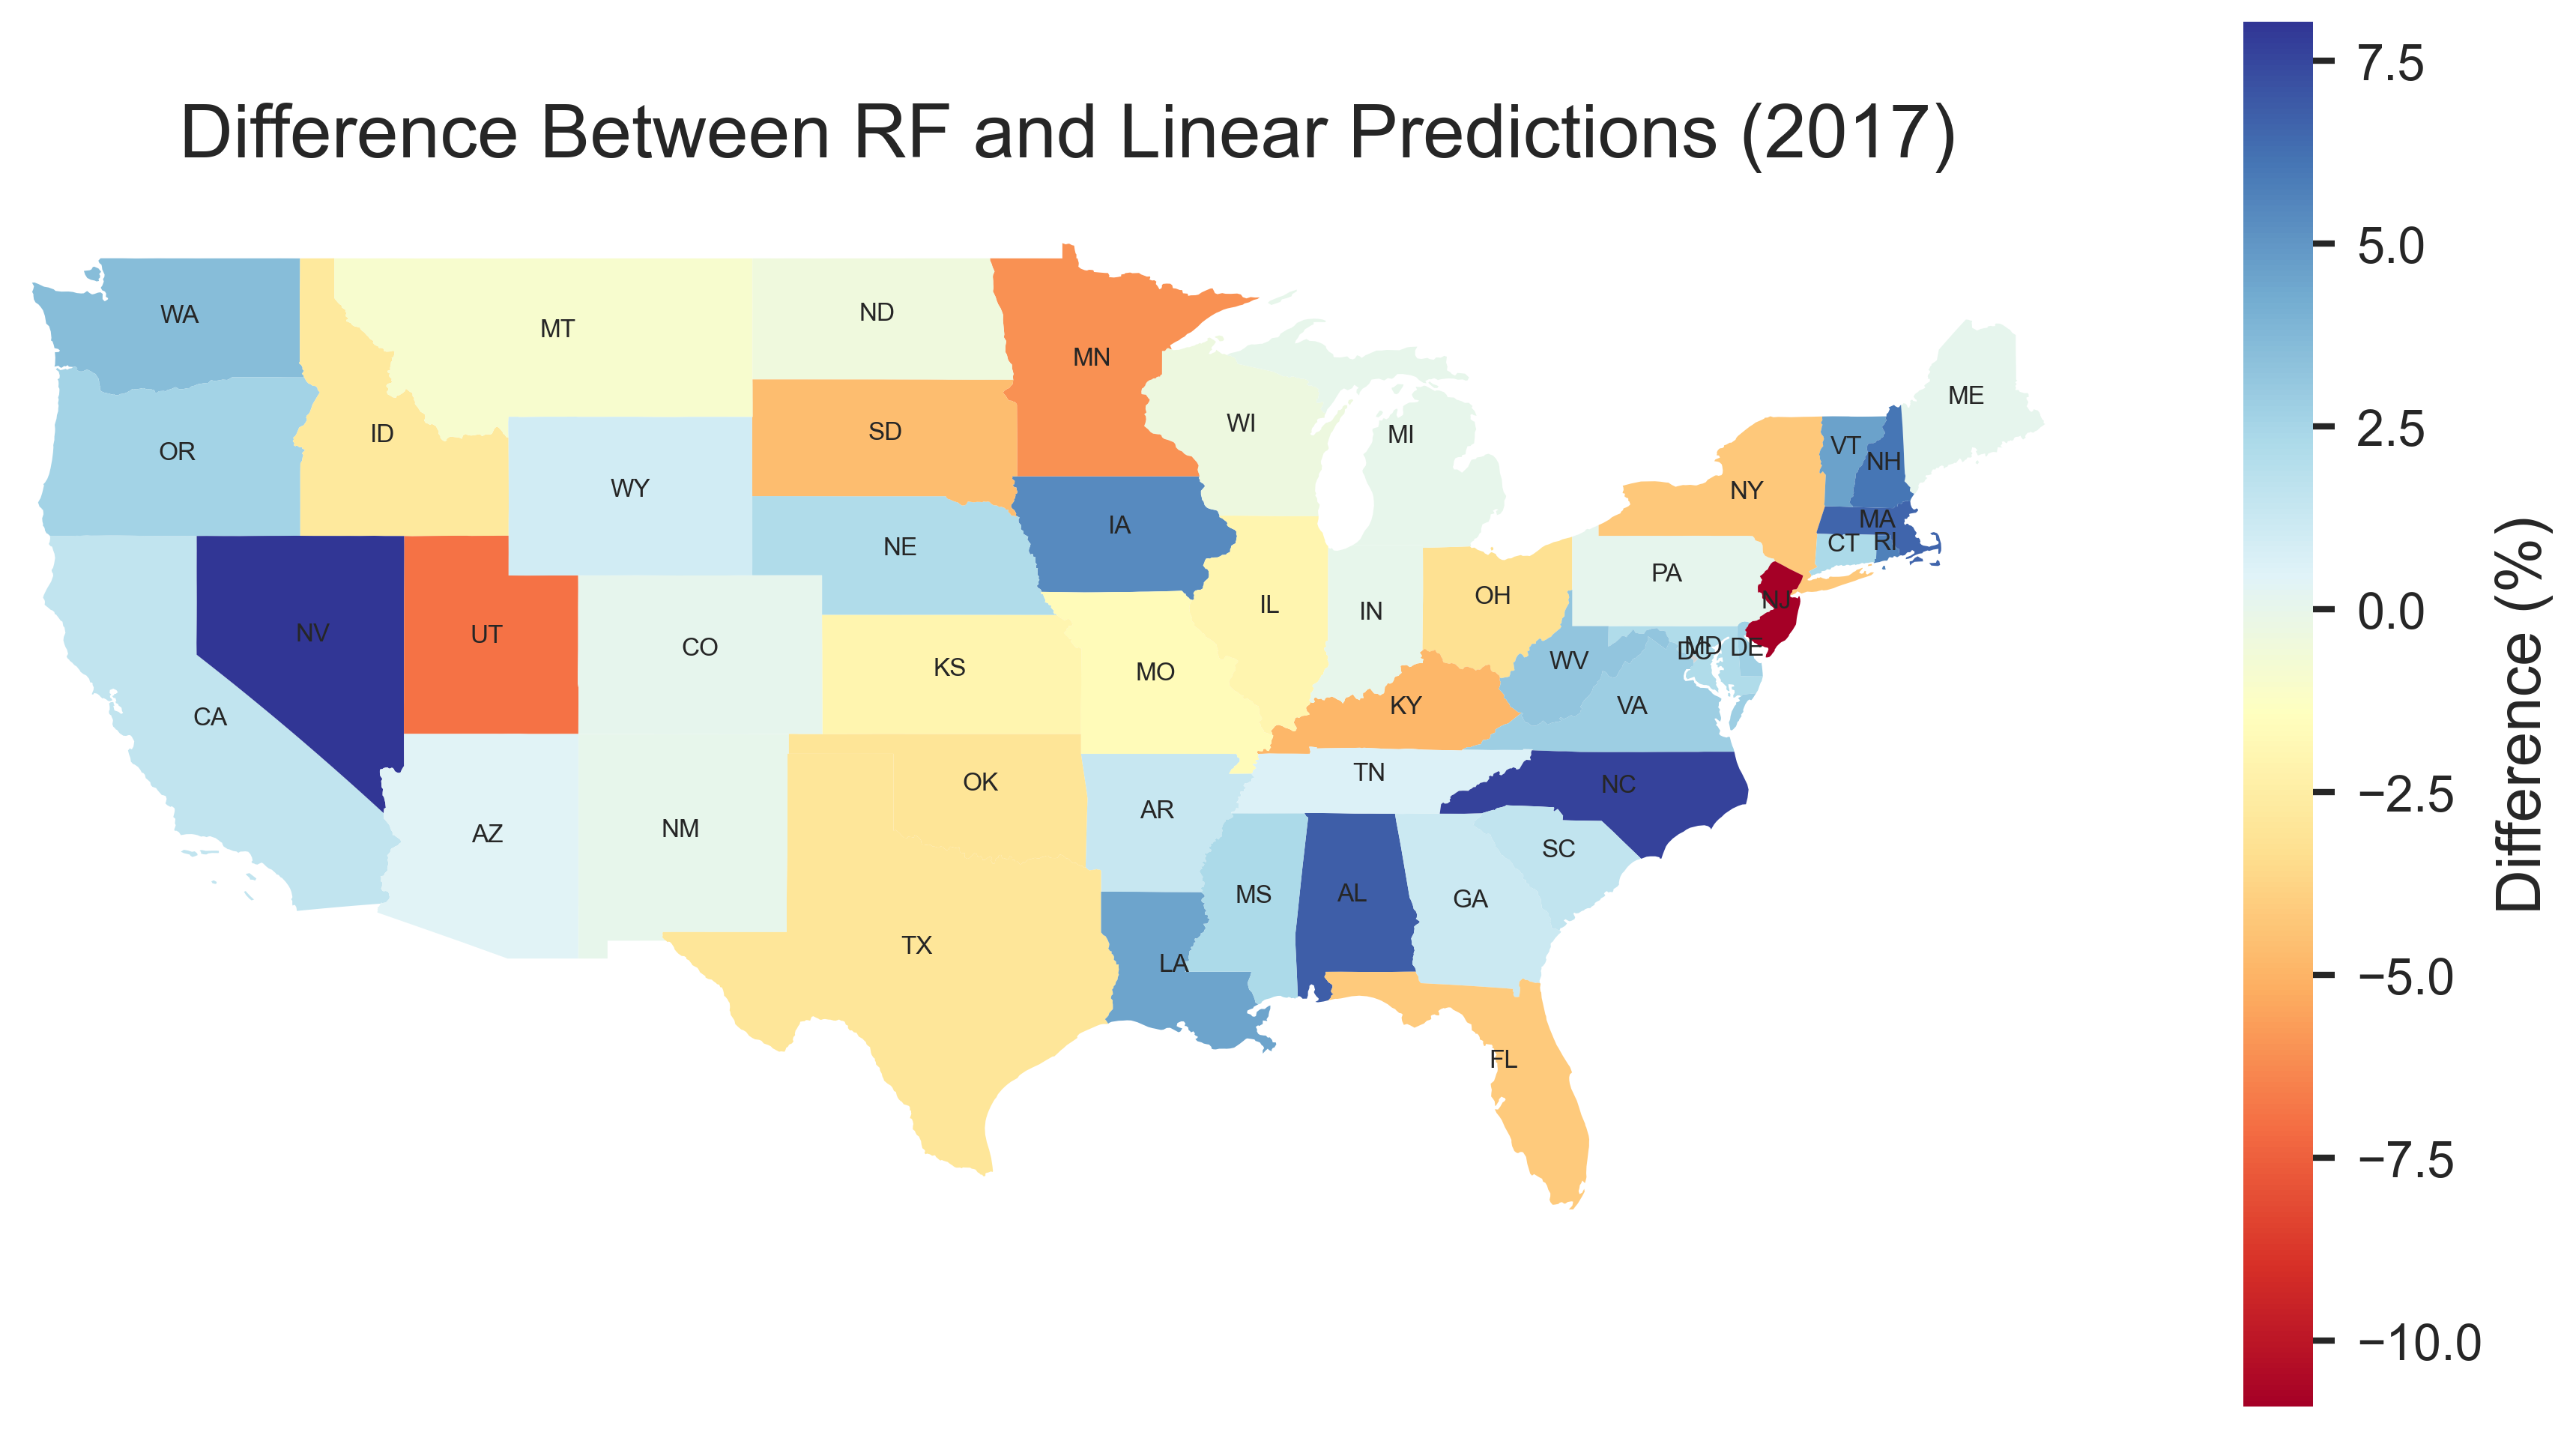 Difference Between RF and Linear Predictions (2017)
WA
MT
ND
MN
ME
OR
ID
SD
WI
MI
VT
NH
WY
NY
IA
MA
NE
CT
RI
PA
NV
UT
CO
KS
MO
IL
IN
OH
NJ
WV
MD
DC
DE
CA
KY
VA
AZ
NM
OK
AR
TN
NC
SC
TX
LA
MS
AL
GA
FL
7.5
5.0
2.5
0.0
−2.5
−5.0
−7.5
−10.0
Difference (%)